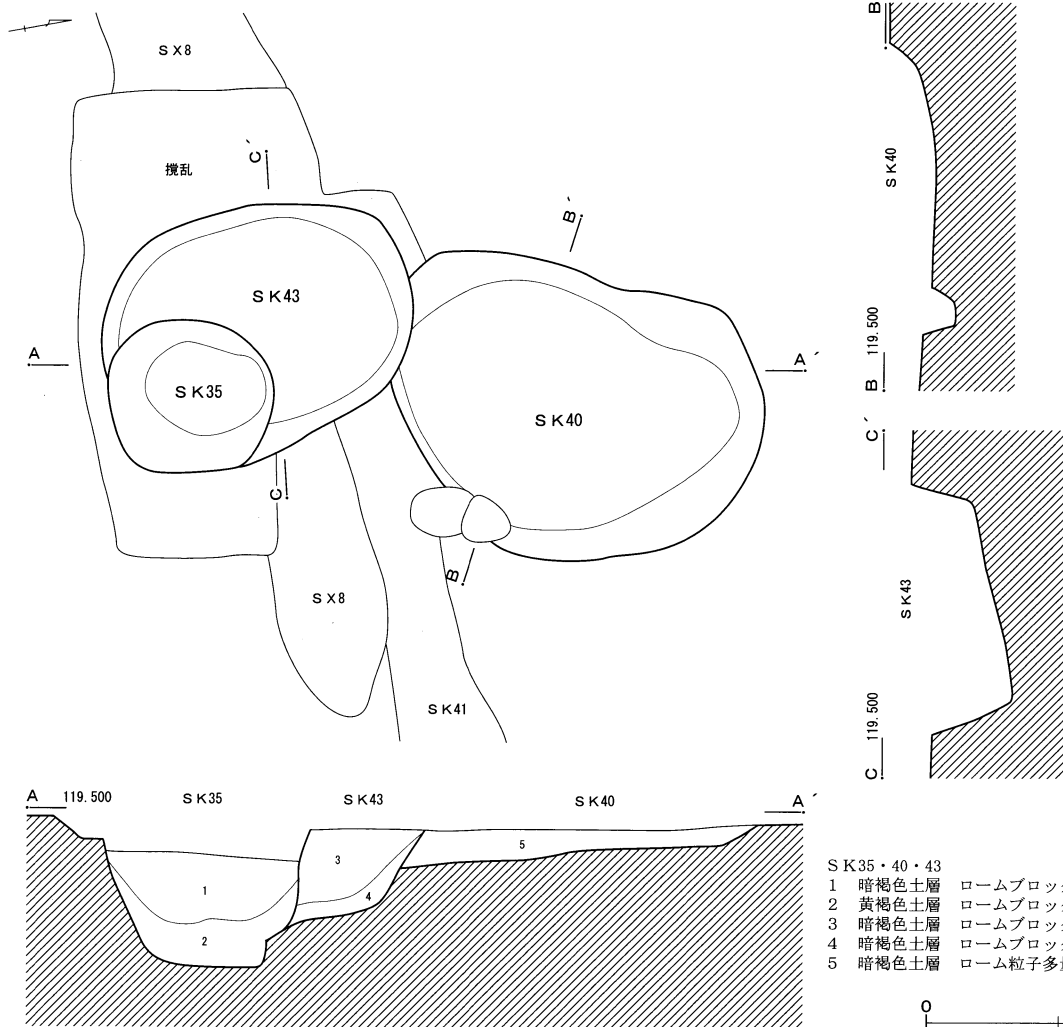 SX8
撹乱
C´
B´
SK43
A
A´
SK35
SK40
C
B
SX8
SK41
B´
SK40
119.500
B
C´
SK43
119.500
C
A 119.500 SK35 SK43 SK40 A´
3
5
1
4
2
SK35・40・43
1 暗褐色土層 ロームブロッ
2 黄褐色土層 ロームブロッ
3 暗褐色土層 ロームブロッ
4 暗褐色土層 ロームブロッ
5 暗褐色土層 ローム粒子多
0